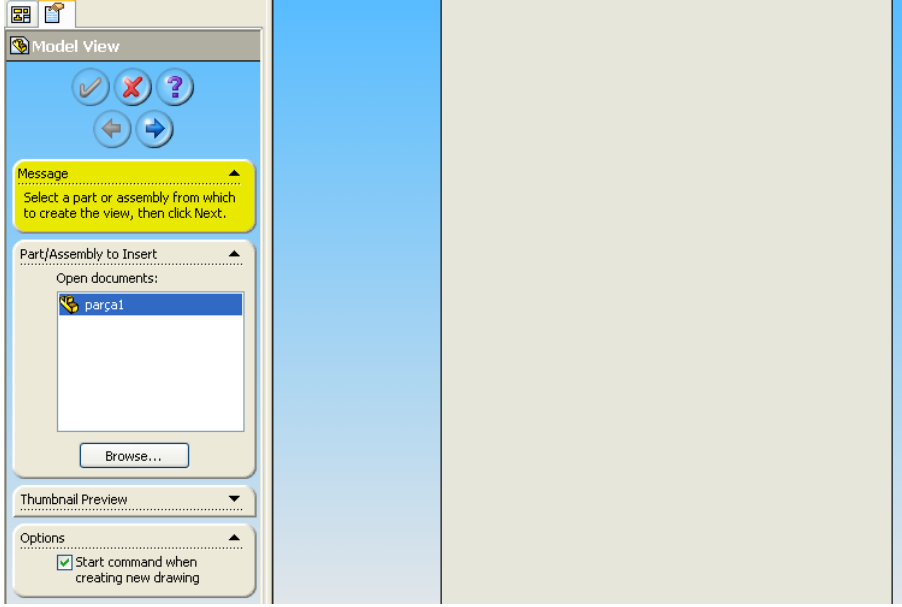 Model View
Message
Select a part or assembly from which
to create the view, then click Next.
Part/Assembly to Insert
Open documents:
parça1
Browse...
Thumbnail Preview
Options
Start command when
creating new drawing